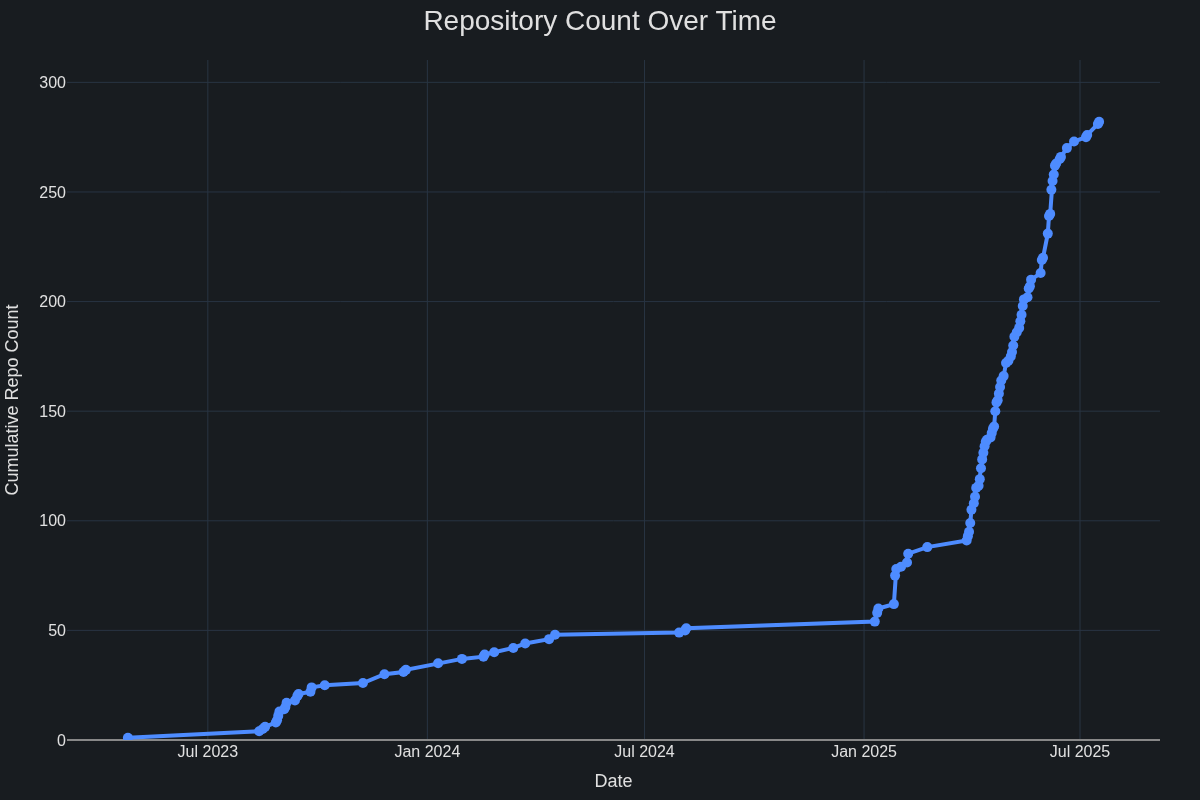 Repository Count Over Time
Cumulative Repo Count
300
250
200
150
100
50
0
Jul 2023
Jan 2024
Jul 2024
Jan 2025
Jul 2025
Date